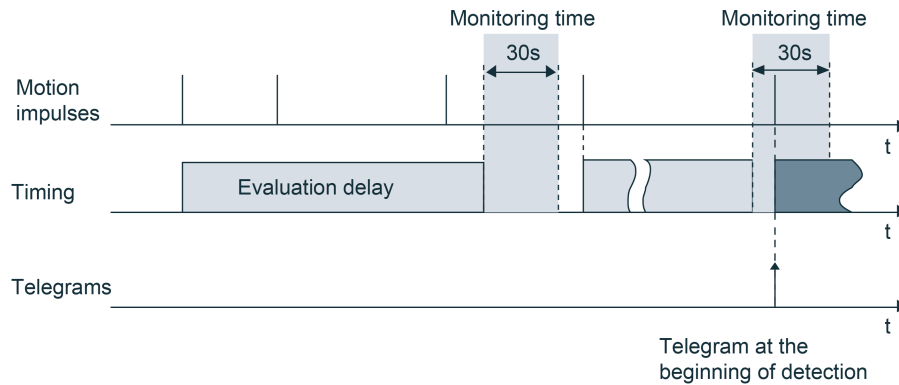 Monitoring time Monitoring time
30s 30s
Motion
impulses
t
Timing Evaluation delay
t
Telegrams
t
Telegram at the
beginning of detection